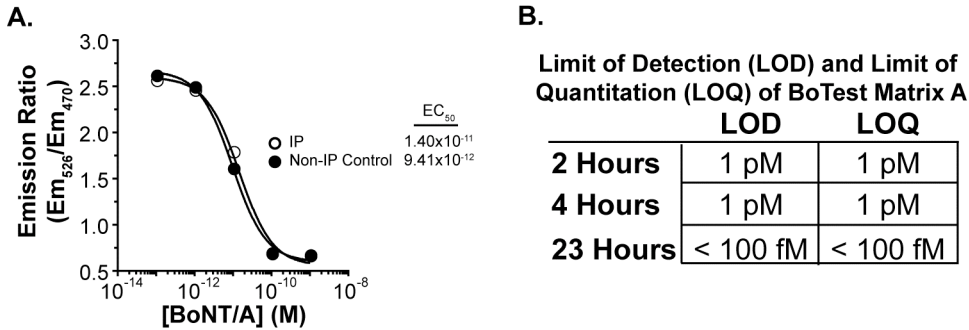 A.
3.0
2.5
2.0
1.5
1.0
0.5
Emission Ratio
(Em526/Em470)
EC50
IP 1.40x10-11
Non-IP Control 9.41x10-12
10-14 10-12 10-10 10-8
[BoNT/A] (M)
B.
Limit of Detection (LOD) and Limit of
Quantitation (LOQ) of BoTest Matrix A
LOD LOQ
2 Hours 1 pM 1 pM
4 Hours 1 pM 1 pM
23 Hours < 100 fM < 100 fM